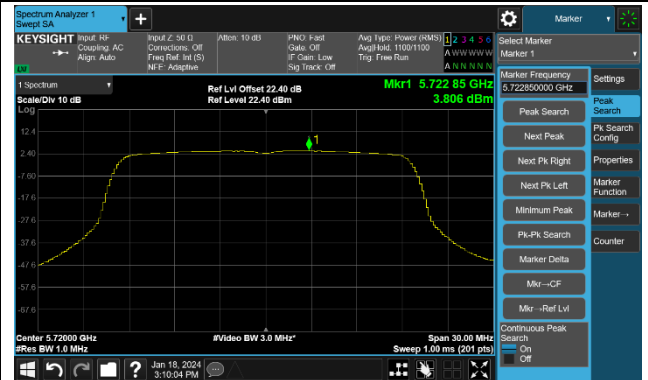 Spectrum Analyzer 1
Swept SA
Marker
KEYSIGHT
Input: RF
Coupling: AC
Align: Auto
Input Z: 50 Ω
Corrections: Off
Freq Ref: Int (S)
NFE: Adaptive
Atten: 10 dB
PNO: Fast
Gate: Off
IF Gain: Low
Sig Track: Off
Avg Type: Power (RMS)
Avg|Hold: 1100/1100
Trig: Free Run
1 2 3 4 5 6
A W W W W W
A N N N N N
LXI
1 Spectrum
Scale/Div 10 dB
Log
Ref Lvl Offset 22.40 dB
Ref Level 22.40 dBm
Mkr1 5.722 85 GHz
3.806 dBm
1
12.4
2.40
-7.60
-17.6
-27.6
-37.6
-47.6
-57.6
-67.6
Center 5.72000 GHz
#Res BW 1.0 MHz
#Video BW 3.0 MHz*
Span 30.00 MHz
Sweep 1.00 ms (201 pts)
Jan 18, 2024
3:10:04 PM
Select Marker
Marker 1
Marker Frequency
5.722850000 GHz
Peak Search
Next Peak
Next Pk Right
Next Pk Left
Minimum Peak
Pk-Pk Search
Marker Delta
Mkr→CF
Mkr→Ref Lvl
Continuous Peak
Search
On
Off
Settings
Peak
Search
Pk Search
Config
Properties
Marker
Function
Marker→
Counter